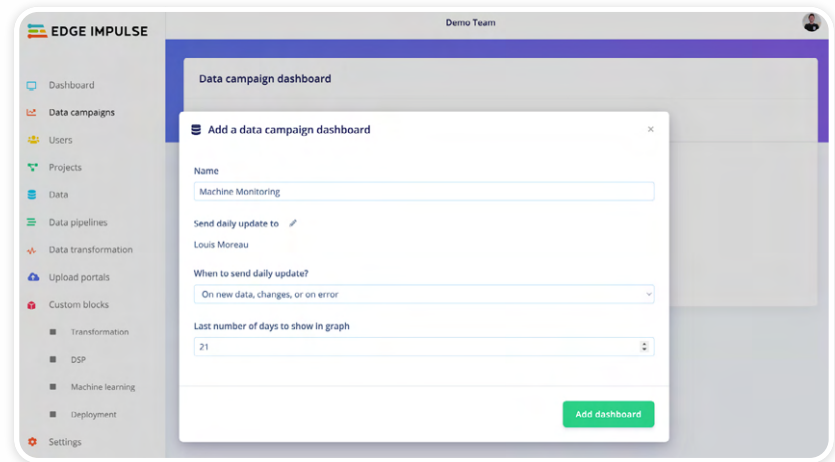 EDGE IMPULSE
Demo Team
Dashboard
Data campaigns
Users
Projects
Data
Data pipelines
Data transformation
Upload portals
Custom blocks
Transformation
DSP
Machine learning
Deployment
Settings
Data campaign dashboard
Add a data campaign dashboard
×
Name
Machine Monitoring
Send daily update to
Louis Moreau
When to send daily update?
On new data, changes, or on error
Last number of days to show in graph
21
Add dashboard